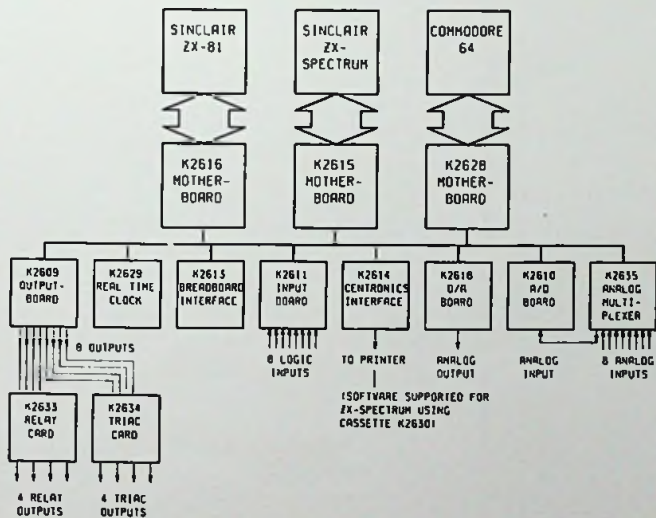 SINCLAIR
ZX-81
SINCLAIR
ZX-
SPECTRUM
COMMODORE
64
K2616
MOTHER-
BOARD
K2615
MOTHER-
BOARD
K2628
MOTHER-
BOARD
K2609
OUTPUT-
BOARD
K2629
REAL TIME
CLOCK
K2613
BREADBOARD
INTERFACE
K2611
INPUT
BOARD
K2614
CENTRONICS
INTERFACE
K2618
D/A
BOARD
K2610
A/D
BOARD
K2635
ANALOG
MULTI-
PLEXER
8 OUTPUTS
8 LOGIC
INPUTS
TO PRINTER
ANALOG
OUTPUT
ANALOG
INPUT
8 ANALOG
INPUTS
(SOFTWARE SUPPORTED FOR
ZX-SPECTRUM USING
CASSETTE K2630)
K2633
RELAY
CARD
K2634
TRIAC
CARD
4 RELAY
OUTPUTS
4 TRIAC
OUTPUTS